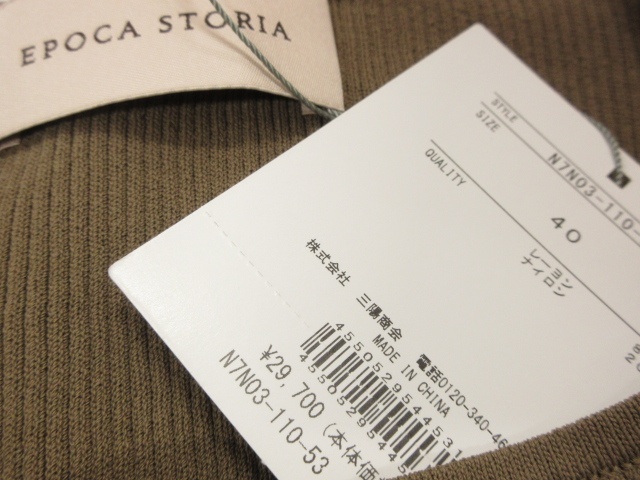 EPOCA STORIA
STYLE N7N03-110-
SIZE 40
QUALITY レーヨン
ナイロン
株式会社 三陽商会 電話0120-340-46
MADE IN CHINA
¥29,700 (本体価
N7N03-110-53